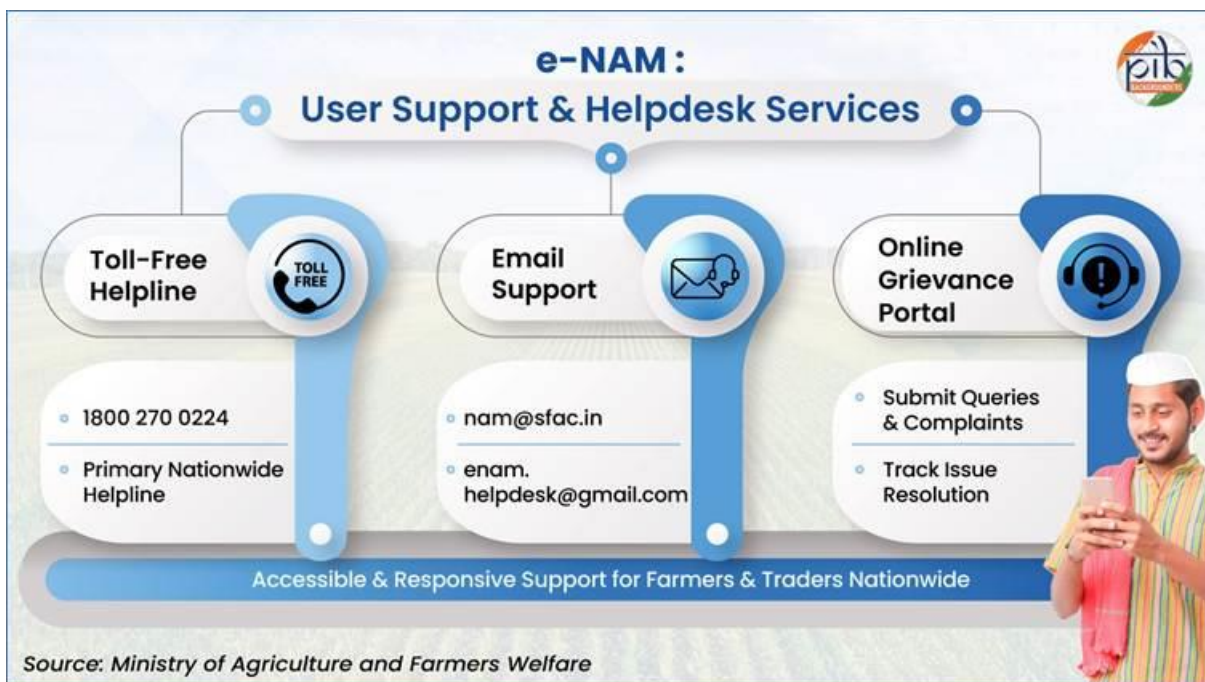 e-NAM :
User Support & Helpdesk Services
pib
BACKGROUNDERS
Toll-Free
Helpline
TOLL
FREE
1800 270 0224
Primary Nationwide
Helpline
Email
Support
nam@sfac.in
enam.
helpdesk@gmail.com
Online
Grievance
Portal
Submit Queries
& Complaints
Track Issue
Resolution
Accessible & Responsive Support for Farmers & Traders Nationwide
Source: Ministry of Agriculture and Farmers Welfare